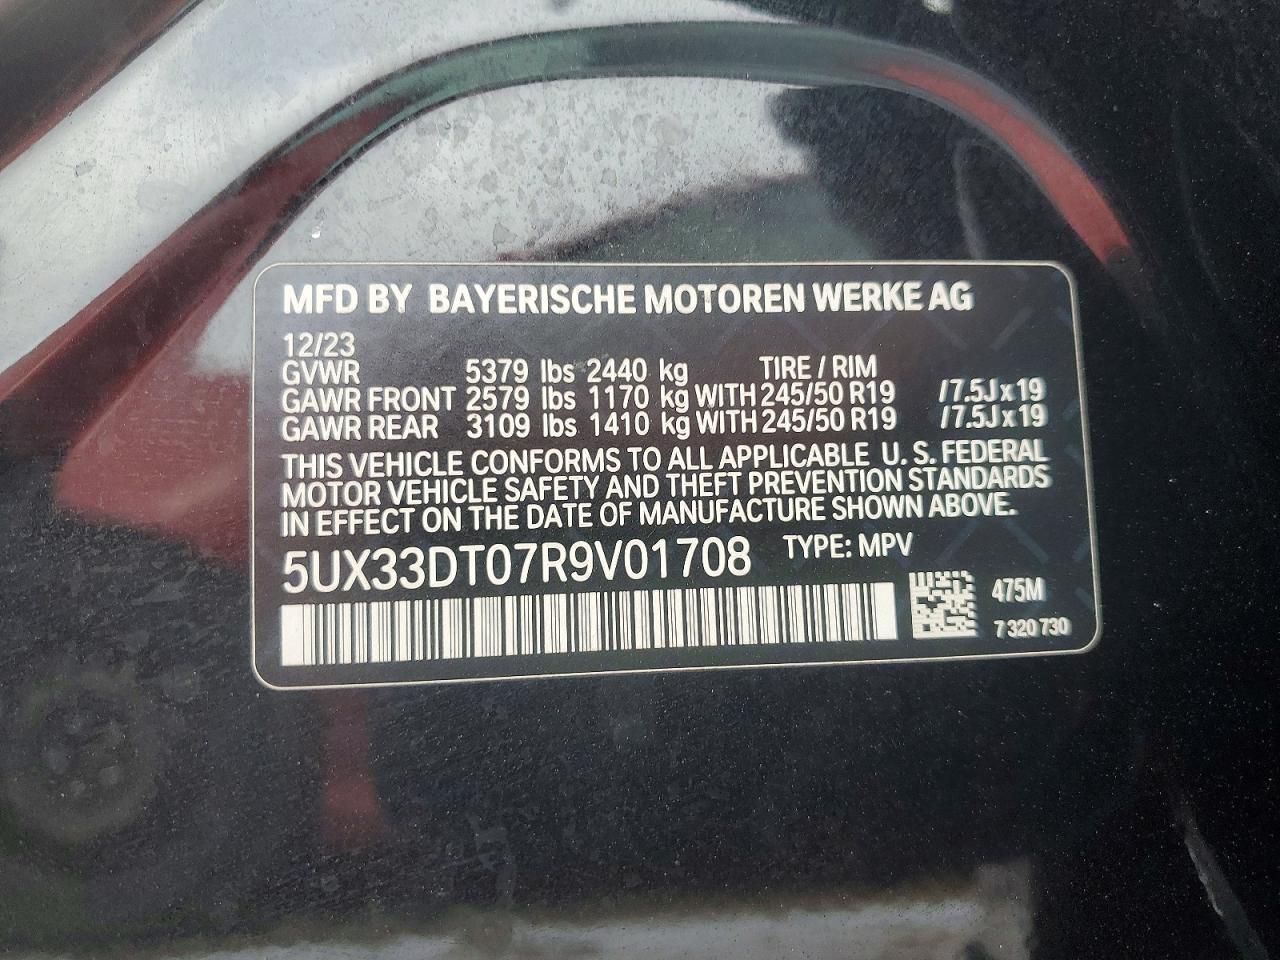 MFD BY BAYERISCHE MOTOREN WERKE AG
12/23
GVWR 5379 lbs 2440 kg TIRE / RIM
GAWR FRONT 2579 lbs 1170 kg WITH 245/50 R19 /7.5J x 19
GAWR REAR 3109 lbs 1410 kg WITH 245/50 R19 /7.5J x 19
THIS VEHICLE CONFORMS TO ALL APPLICABLE U. S. FEDERAL
MOTOR VEHICLE SAFETY AND THEFT PREVENTION STANDARDS
IN EFFECT ON THE DATE OF MANUFACTURE SHOWN ABOVE.
5UX33DT07R9V01708 TYPE: MPV
475M
7 320 730